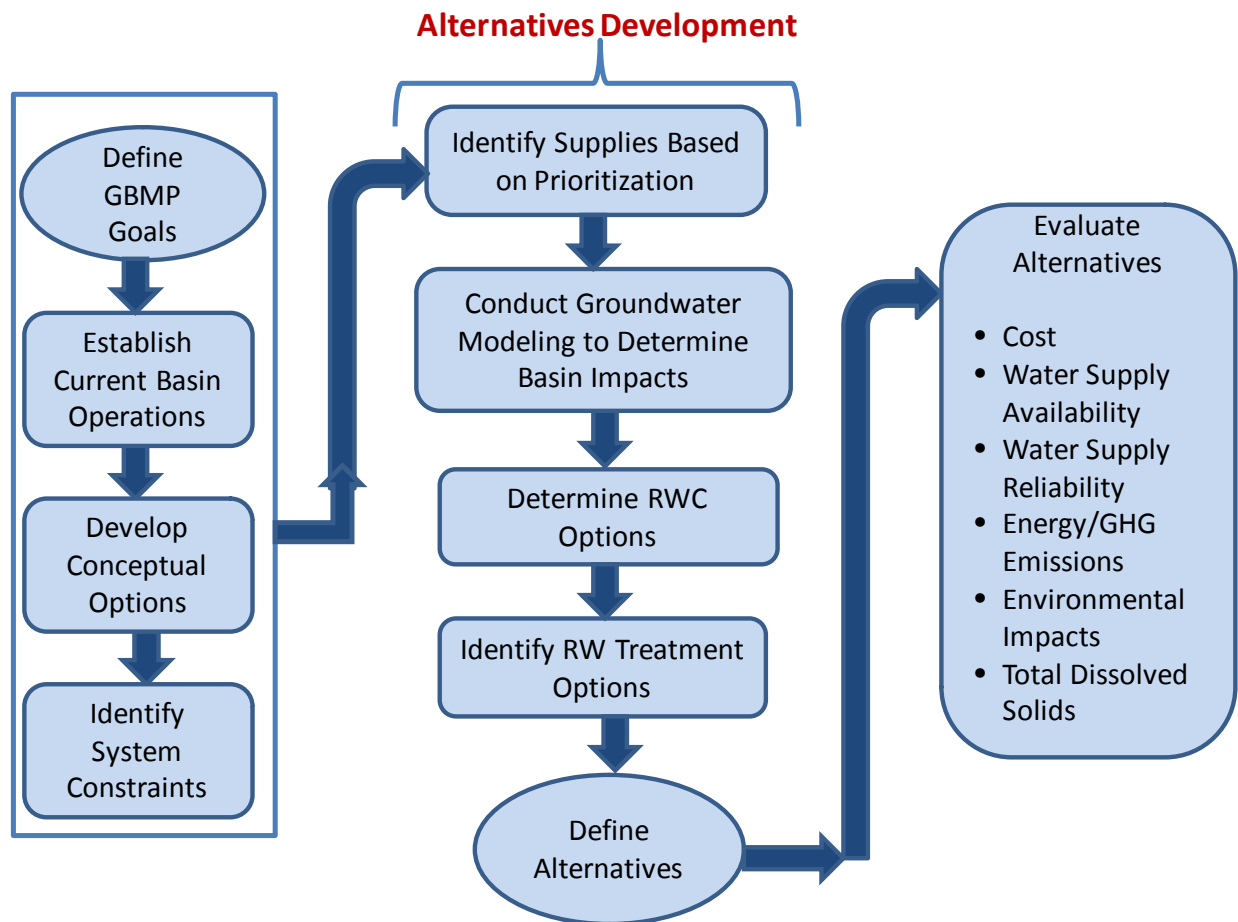 Alternatives Development
Define
GBMP
Goals
Establish
Current Basin
Operations
Develop
Conceptual
Options
Identify
System
Constraints
Identify Supplies Based
on Prioritization
Conduct Groundwater
Modeling to Determine
Basin Impacts
Determine RWC
Options
Identify RW Treatment
Options
Define
Alternatives
Evaluate
Alternatives
• Cost
• Water Supply
Availability
• Water Supply
Reliability
• Energy/GHG
Emissions
• Environmental
Impacts
• Total Dissolved
Solids